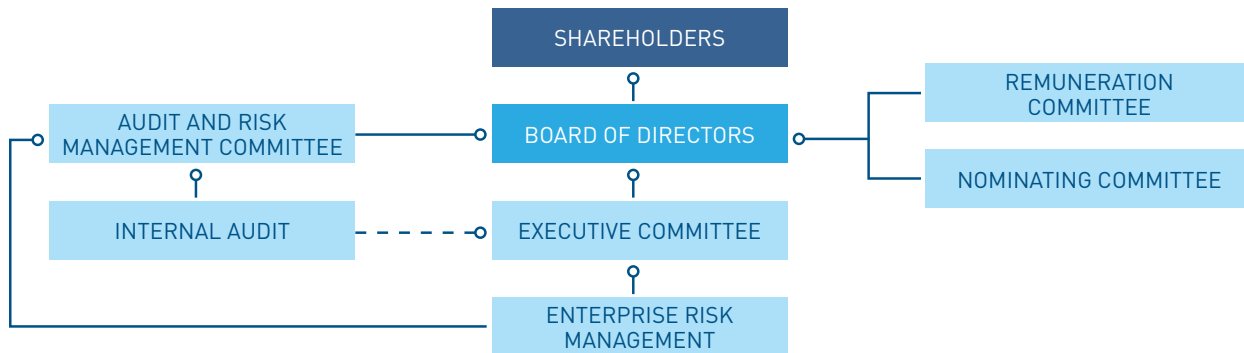 SHAREHOLDERS
REMUNERATION
COMMITTEE
AUDIT AND RISK
MANAGEMENT COMMITTEE
BOARD OF DIRECTORS
NOMINATING COMMITTEE
INTERNAL AUDIT
EXECUTIVE COMMITTEE
ENTERPRISE RISK
MANAGEMENT